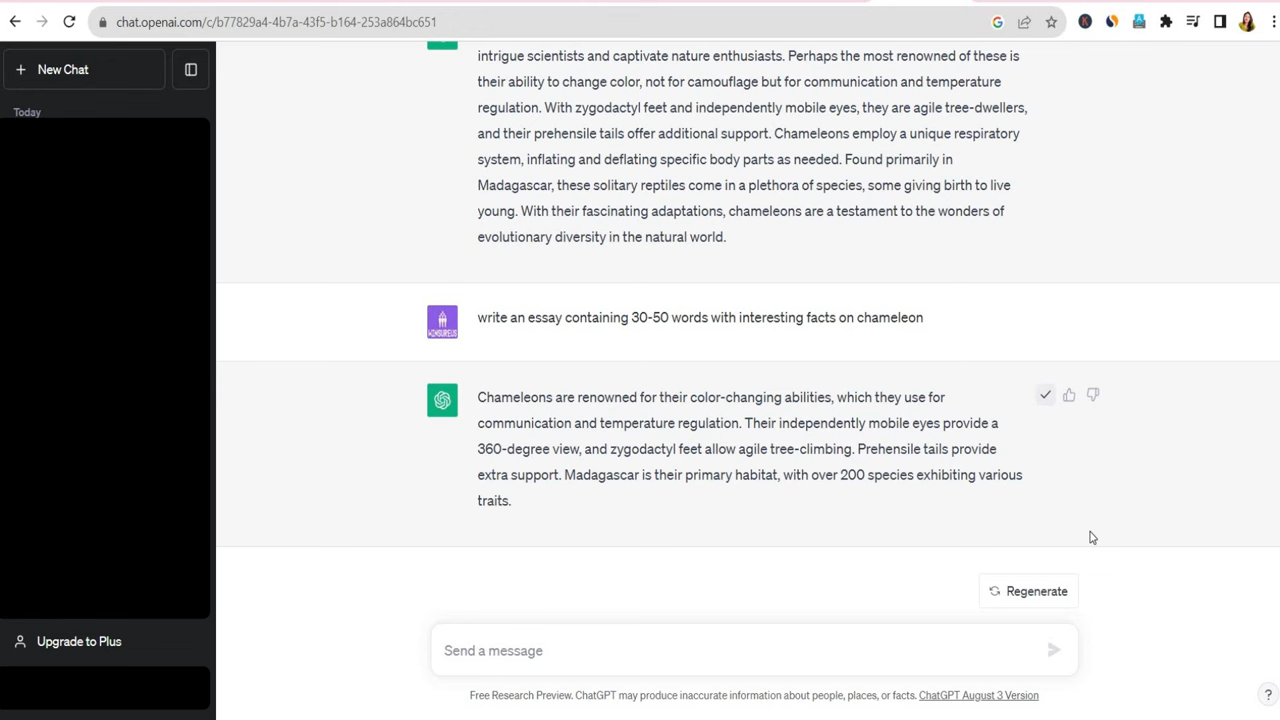 chat.openai.com/c/b77829a4-4b7a-43f5-b164-253a864bc651
New Chat
Today
intrigue scientists and captivate nature enthusiasts. Perhaps the most renowned of these is
their ability to change color, not for camouflage but for communication and temperature
regulation. With zygodactyl feet and independently mobile eyes, they are agile tree-dwellers,
and their prehensile tails offer additional support. Chameleons employ a unique respiratory
system, inflating and deflating specific body parts as needed. Found primarily in
Madagascar, these solitary reptiles come in a plethora of species, some giving birth to live
young. With their fascinating adaptations, chameleons are a testament to the wonders of
evolutionary diversity in the natural world.
write an essay containing 30-50 words with interesting facts on chameleon
Chameleons are renowned for their color-changing abilities, which they use for
communication and temperature regulation. Their independently mobile eyes provide a
360-degree view, and zygodactyl feet allow agile tree-climbing. Prehensile tails provide
extra support. Madagascar is their primary habitat, with over 200 species exhibiting various
traits.
Regenerate
Upgrade to Plus
Send a message
Free Research Preview. ChatGPT may produce inaccurate information about people, places, or facts. ChatGPT August 3 Version
?